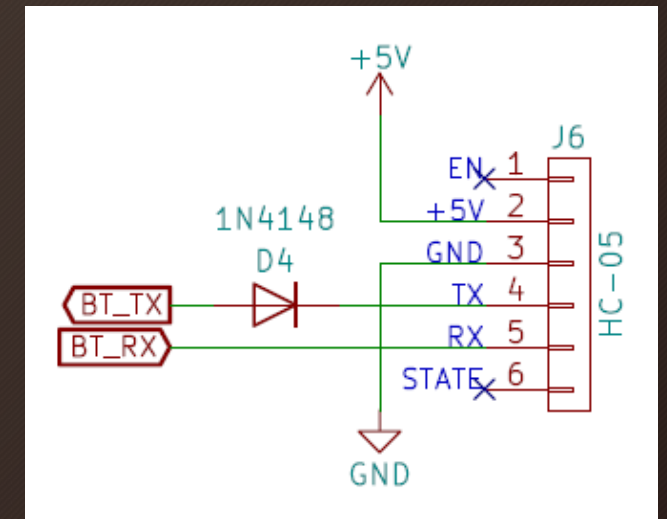 +5V
J6
EN 1
+5V 2
1N4148
D4
GND 3
BT_TX
TX 4
BT_RX
RX 5
STATE 6
HC-05
GND